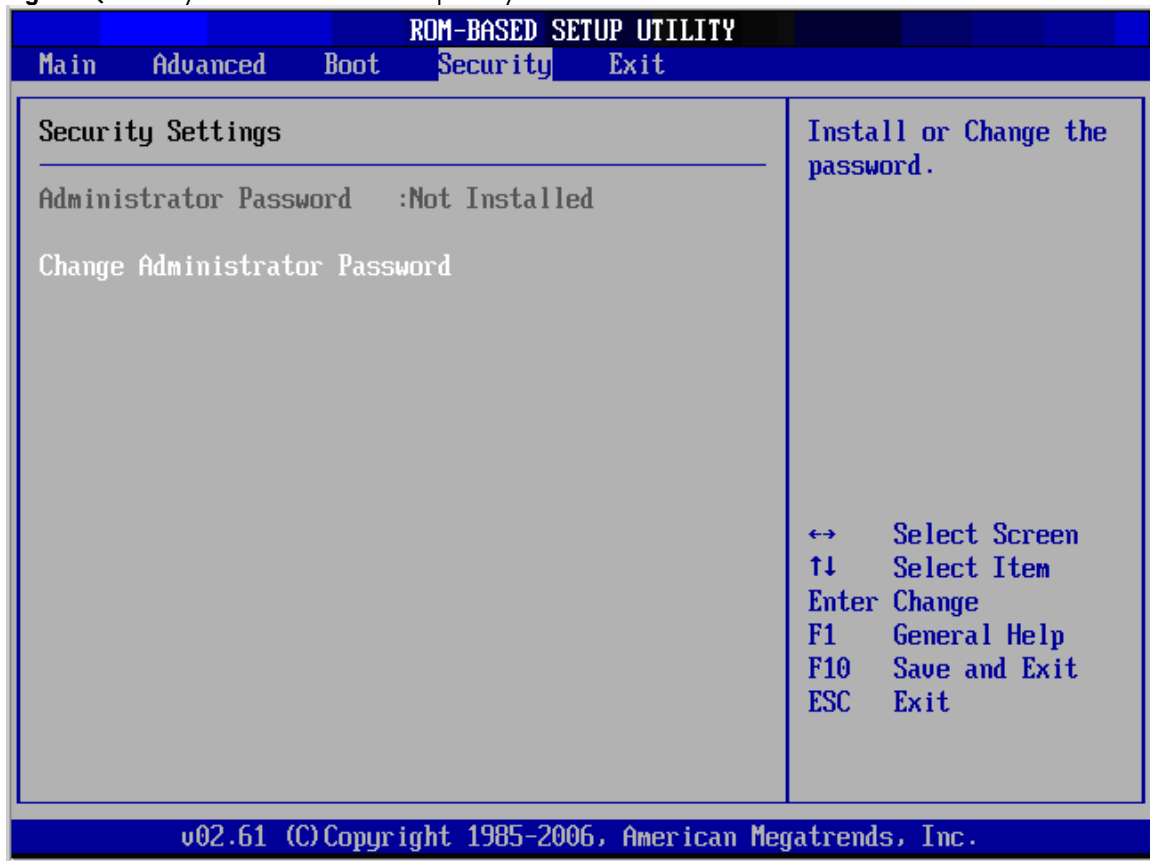 ROM-BASED SETUP UTILITY
Main Advanced Boot Security Exit
Security Settings
Administrator Password :Not Installed
Change Administrator Password
Install or Change the
password.
←→ Select Screen
↑↓ Select Item
Enter Change
F1 General Help
F10 Save and Exit
ESC Exit
v02.61 (C)Copyright 1985-2006, American Megatrends, Inc.